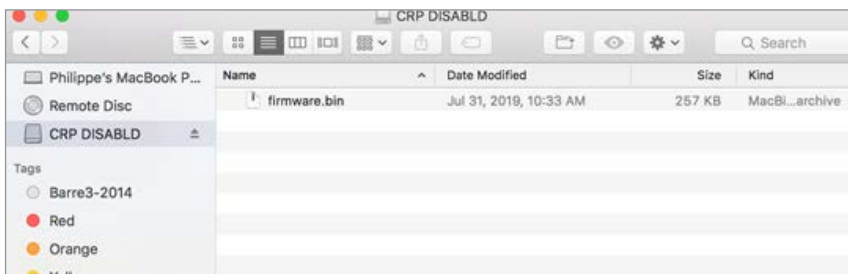 CRP DISABLD
Search
Philippe's MacBook P...
Remote Disc
CRP DISABLD
Tags
Barre3-2014
Red
Orange
Name Date Modified Size Kind
firmware.bin Jul 31, 2019, 10:33 AM 257 KB MacBi...archive